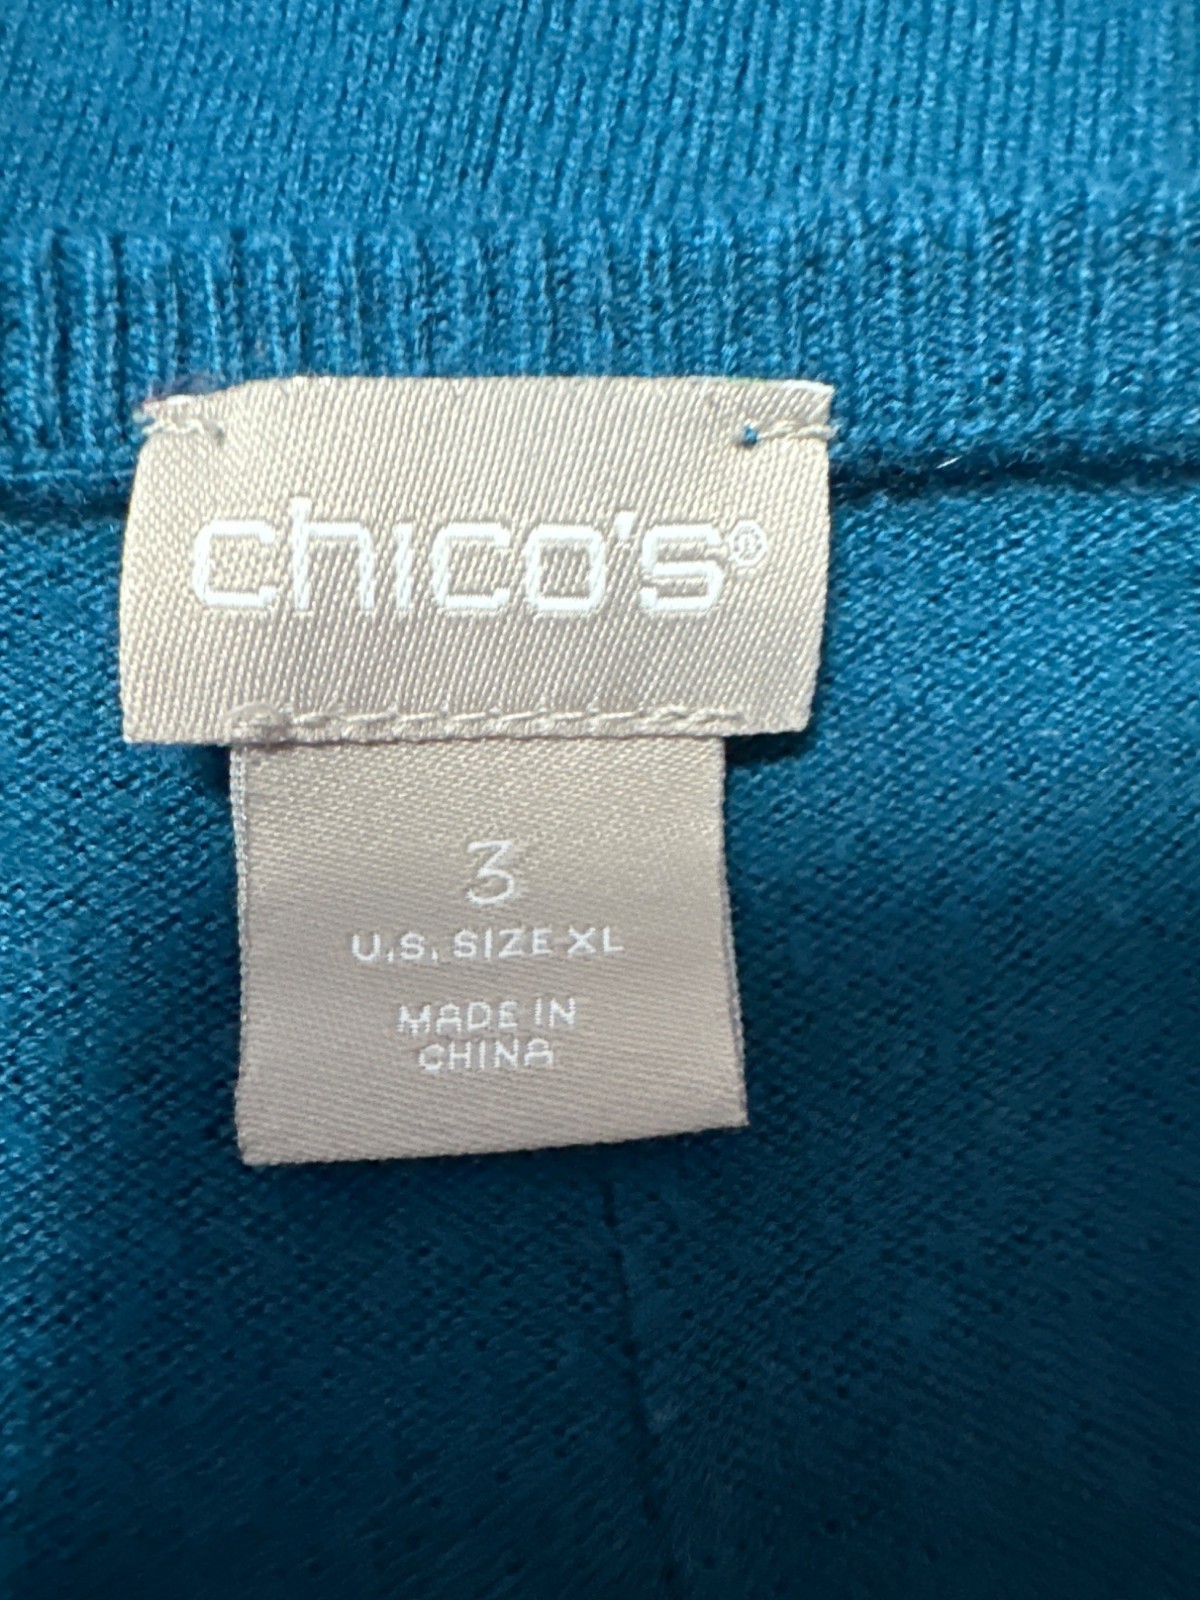 chico's®
3
U.S. SIZE XL
MADE IN
CHINA